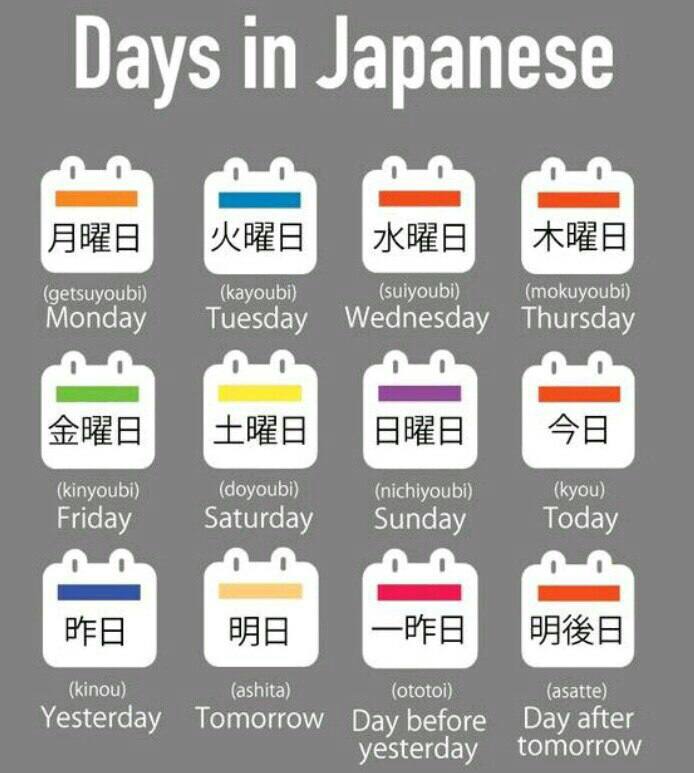 Days in Japanese
月曜日 火曜日 水曜日 木曜日
(getsuyoubi) (kayoubi) (suiyoubi) (mokuyoubi)
Monday Tuesday Wednesday Thursday
金曜日 土曜日 日曜日 今日
(kinyoubi) (doyoubi) (nichiyoubi) (kyou)
Friday Saturday Sunday Today
昨日 明日 一昨日 明後日
(kinou) (ashita) (ototoi) (asatte)
Yesterday Tomorrow Day before Day after
yesterday tomorrow